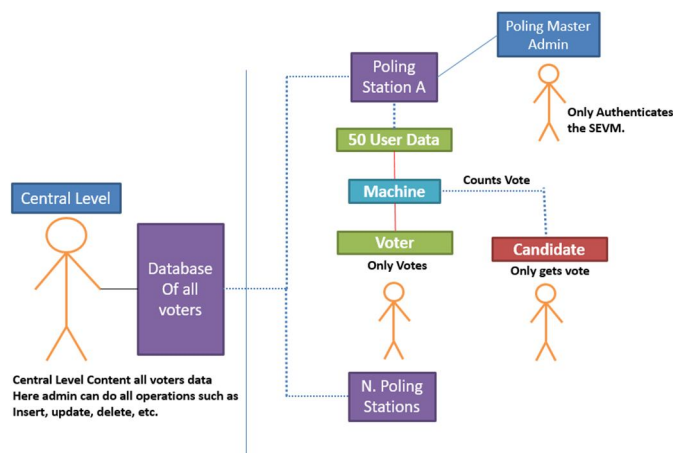 Poling Master
Admin
Poling
Station A
Only Authenticates
the SEVM.
50 User Data
Counts Vote
Machine
Central Level
Voter
Candidate
Only Votes
Only gets vote
Database
Of all
voters
N. Poling
Stations
Central Level Content all voters data
Here admin can do all operations such as
Insert, update, delete, etc.